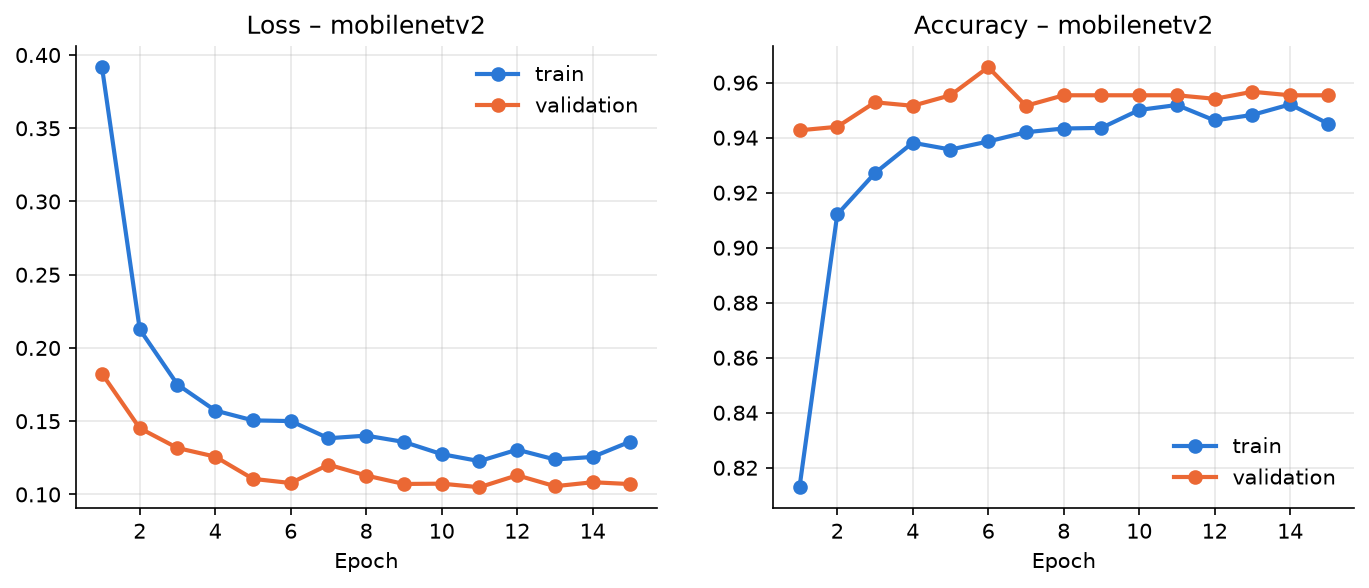 Loss – mobilenetv2
0.40
0.35
0.30
0.25
0.20
0.15
0.10
2 4 6 8 10 12 14
Epoch
train
validation
Accuracy – mobilenetv2
0.96
0.94
0.92
0.90
0.88
0.86
0.84
0.82
2 4 6 8 10 12 14
Epoch
train
validation